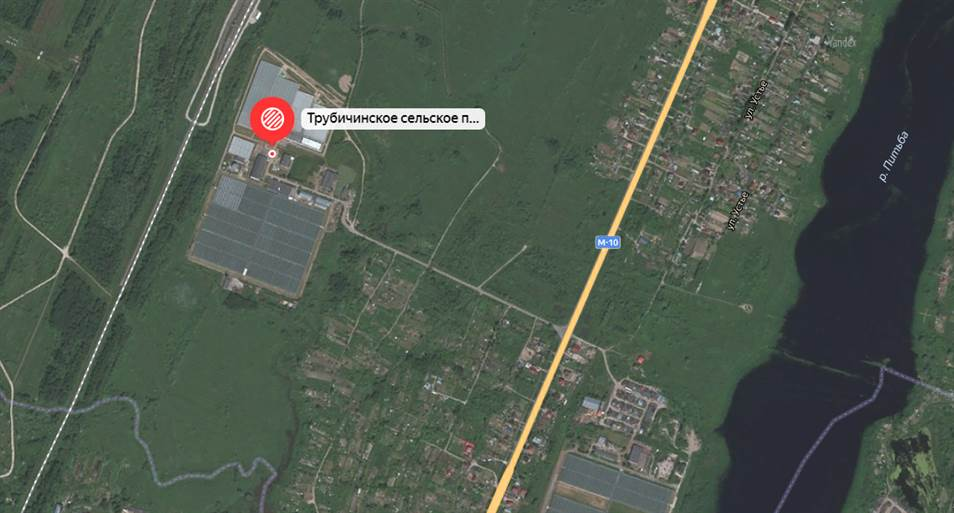 Yandex
ул. Устье
Трубичинское сельское п...
р. Питьба
ул. Устье
М-10